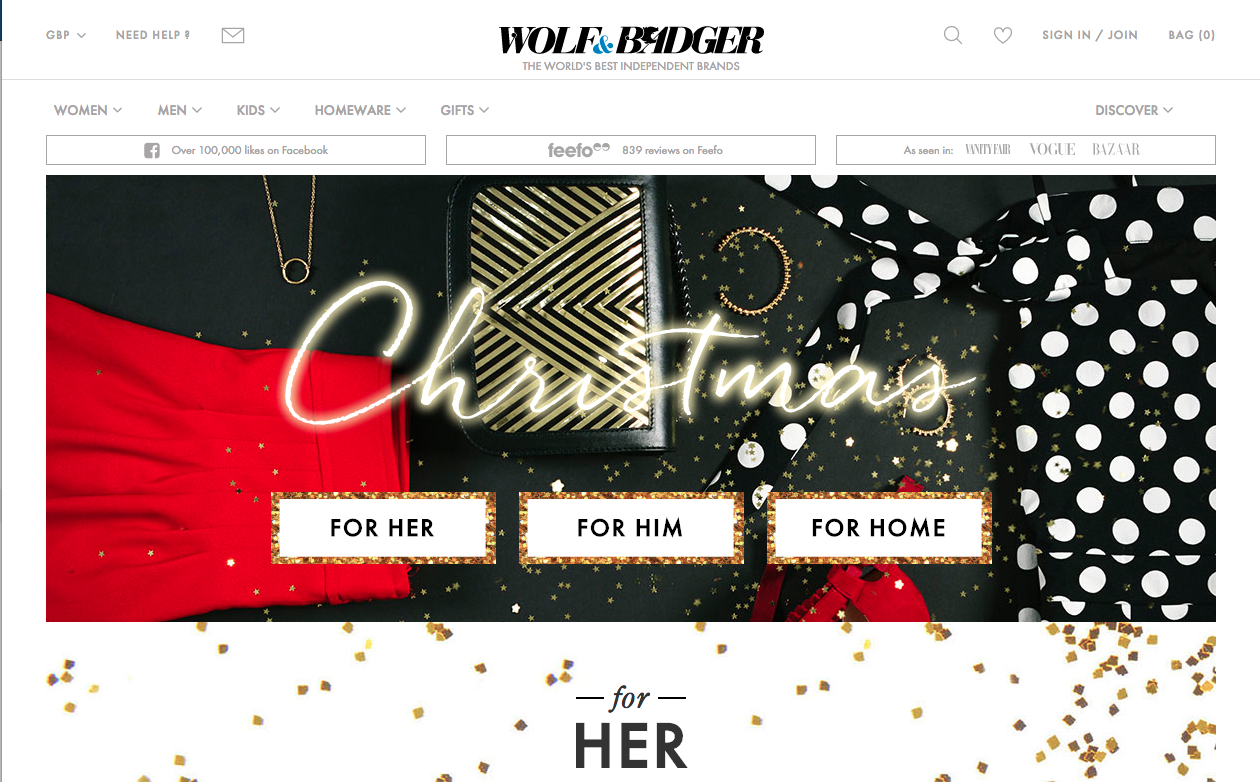 GBP
NEED HELP ?
WOLF&BADGER
THE WORLD'S BEST INDEPENDENT BRANDS
SIGN IN / JOIN
BAG (0)
WOMEN
MEN
KIDS
HOMEWARE
GIFTS
DISCOVER
Over 100,000 likes on Facebook
feefo
839 reviews on Feefo
As seen in: VANITY FAIR VOGUE BAZAAR
Christmas
FOR HER
FOR HIM
FOR HOME
for
HER